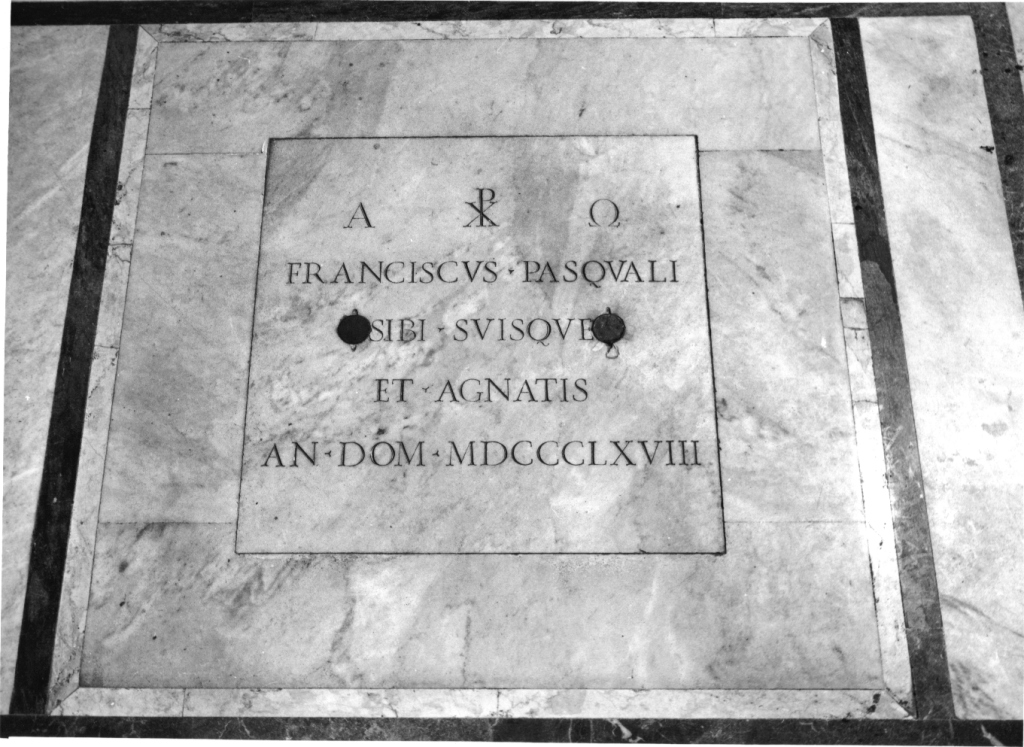 Α ☧ Ω
FRANCISCVS · PASQVALI
SIBI · SVISQVE
ET · AGNATIS
AN · DOM · MDCCCLXVIII